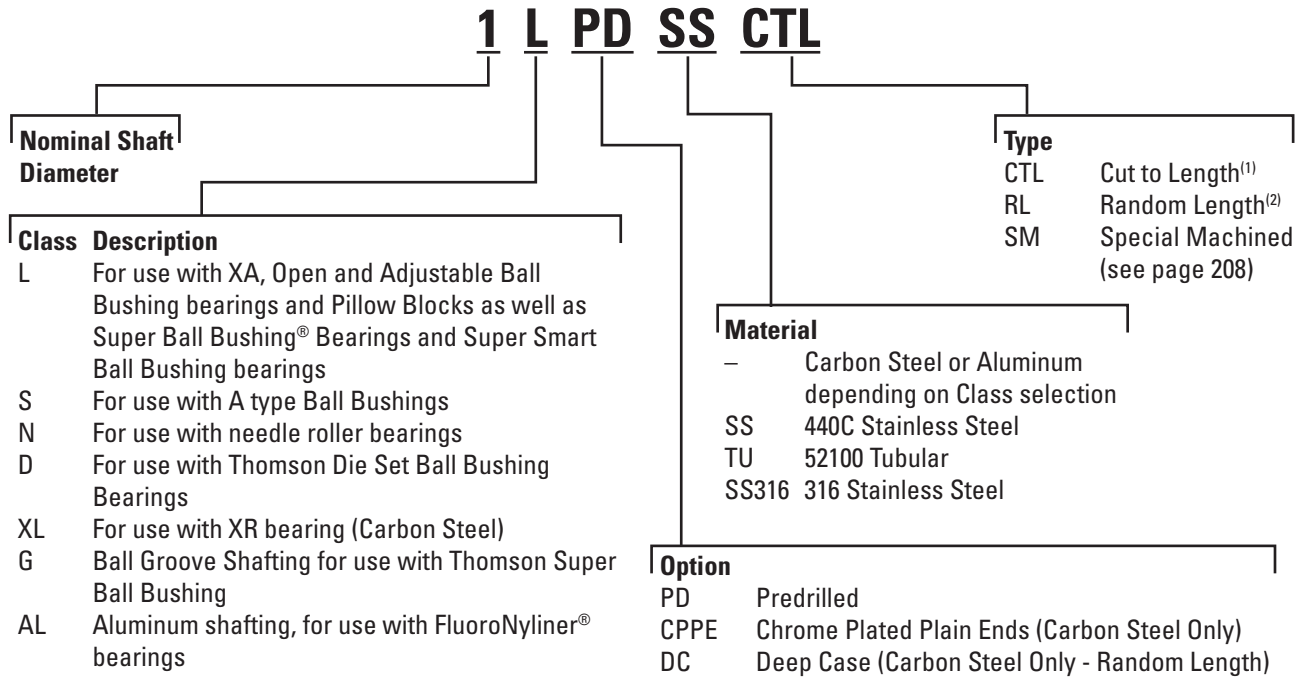 1 L PD SS CTL
Nominal Shaft
Diameter
Class Description
L For use with XA, Open and Adjustable Ball
Bushing bearings and Pillow Blocks as well as
Super Ball Bushing® Bearings and Super Smart
Ball Bushing bearings
S For use with A type Ball Bushings
N For use with needle roller bearings
D For use with Thomson Die Set Ball Bushing
Bearings
XL For use with XR bearing (Carbon Steel)
G Ball Groove Shafting for use with Thomson Super
Ball Bushing
AL Aluminum shafting, for use with FluoroNyliner®
bearings
Type
CTL Cut to Length(1)
RL Random Length(2)
SM Special Machined
(see page 208)
Material
– Carbon Steel or Aluminum
depending on Class selection
SS 440C Stainless Steel
TU 52100 Tubular
SS316 316 Stainless Steel
Option
PD Predrilled
CPPE Chrome Plated Plain Ends (Carbon Steel Only)
DC Deep Case (Carbon Steel Only - Random Length)